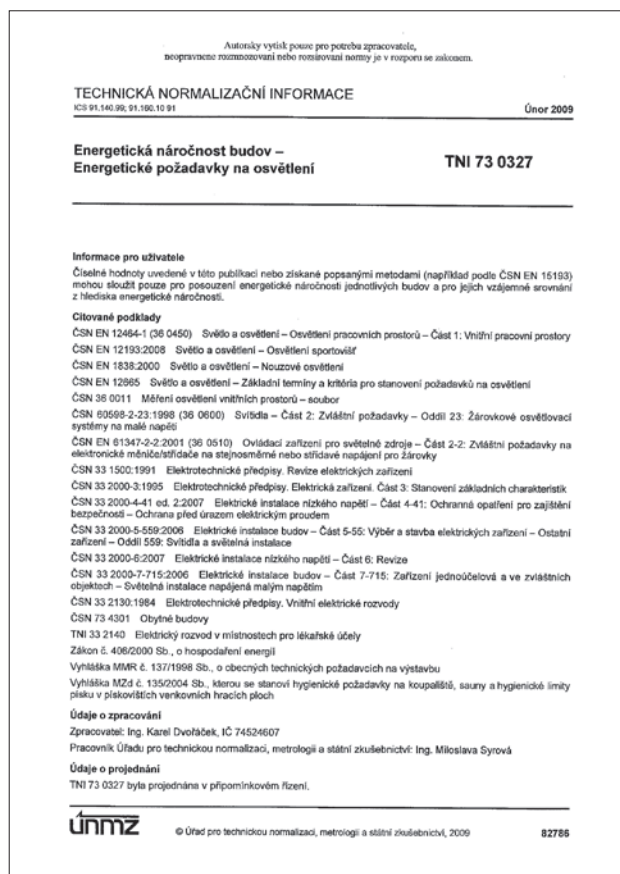 Autorský výtisk pouze pro potřeba zpracovatele,
neoprávněné rozmnožování nebo rozšiřování normy je v rozporu se zákonem.
TECHNICKÁ NORMALIZAČNÍ INFORMACE
ICS 91.140.99; 91.160.10 91
Únor 2009
Energetická náročnost budov –
Energetické požadavky na osvětlení
TNI 73 0327
Informace pro uživatele
Číselné hodnoty uvedené v této publikaci nebo získané popsanými metodami (například podle ČSN EN 15193)
mohou sloužit pouze pro posouzení energetické náročnosti jednotlivých budov a pro jejich vzájemné srovnání
z hlediska energetické náročnosti.
Citované podklady
ČSN EN 12464-1 (36 0450) Světlo a osvětlení – Osvětlení pracovních prostorů – Část 1: Vnitřní pracovní prostory
ČSN EN 12193:2008 Světlo a osvětlení – Osvětlení sportovišť
ČSN EN 1838:2000 Světlo a osvětlení – Nouzové osvětlení
ČSN EN 12665 Světlo a osvětlení – Základní termíny a kritéria pro stanovení požadavků na osvětlení
ČSN 36 0011 Měření osvětlení vnitřních prostorů – soubor
ČSN 60598-2-23:1998 (36 0600) Svítidla – Část 2: Zvláštní požadavky – Oddíl 23: Žárovkové osvětlovací
systémy na malé napětí
ČSN EN 61347-2-2:2001 (36 0510) Ovládací zařízení pro světelné zdroje – Část 2-2: Zvláštní požadavky na
elektronické měniče/střídače na stejnosměrné nebo střídavé napájení pro žárovky
ČSN 33 1500:1991 Elektrotechnické předpisy. Revize elektrických zařízení
ČSN 33 2000-3:1995 Elektrotechnické předpisy. Elektrická zařízení. Část 3: Stanovení základních charakteristik
ČSN 33 2000-4-41 ed. 2:2007 Elektrické instalace nízkého napětí – Část 4-41: Ochranná opatření pro zajištění
bezpečnosti – Ochrana před úrazem elektrickým proudem
ČSN 33 2000-5-559:2006 Elektrické instalace budov – Část 5-55: Výběr a stavba elektrických zařízení – Ostatní
zařízení – Oddíl 559: Svítidla a světelná instalace
ČSN 33 2000-6:2007 Elektrické instalace nízkého napětí – Část 6: Revize
ČSN 33 2000-7-715:2006 Elektrické instalace budov – Část 7-715: Zařízení jednoúčelová a ve zvláštních
objektech – Světelná instalace napájená malým napětím
ČSN 33 2130:1984 Elektrotechnické předpisy. Vnitřní elektrické rozvody
ČSN 73 4301 Obytné budovy
TNI 33 2140 Elektrický rozvod v místnostech pro lékařské účely
Zákon č. 406/2000 Sb., o hospodaření energií
Vyhláška MMR č. 137/1998 Sb., o obecných technických požadavcích na výstavbu
Vyhláška MZd č. 135/2004 Sb., kterou se stanoví hygienické požadavky na koupaliště, sauny a hygienické limity
písku v pískovištích venkovních hracích ploch
Údaje o zpracování
Zpracovatel: Ing. Karel Dvořáček, IČ 74524607
Pracovník Úřadu pro technickou normalizaci, metrologii a státní zkušebnictví: Ing. Miloslava Syrová
Údaje o projednání
TNI 73 0327 byla projednána v připomínkovém řízení.
únmz
© Úřad pro technickou normalizaci, metrologii a státní zkušebnictví, 2009
82786